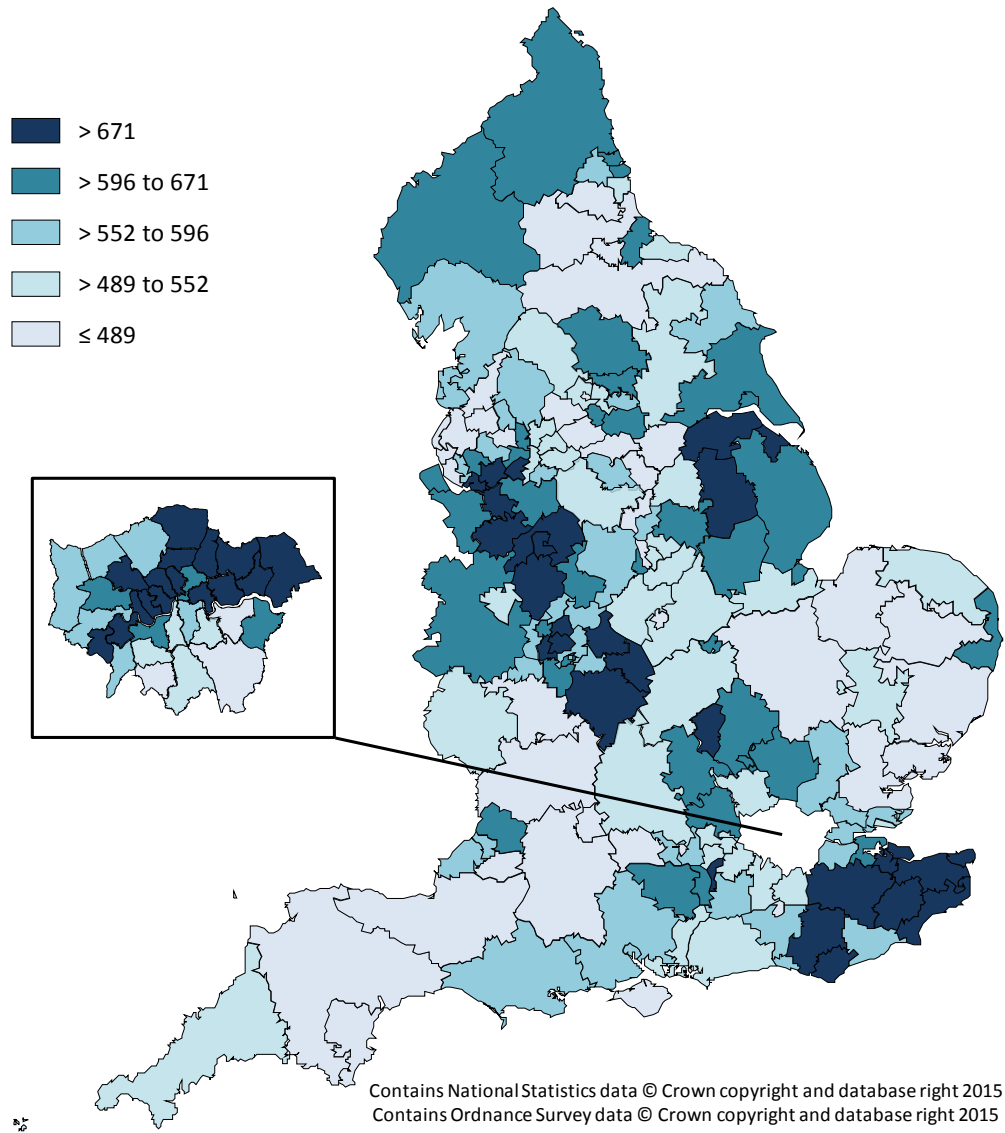 > 671
> 596 to 671
> 552 to 596
> 489 to 552
≤ 489
Contains National Statistics data © Crown copyright and database right 2015
Contains Ordnance Survey data © Crown copyright and database right 2015